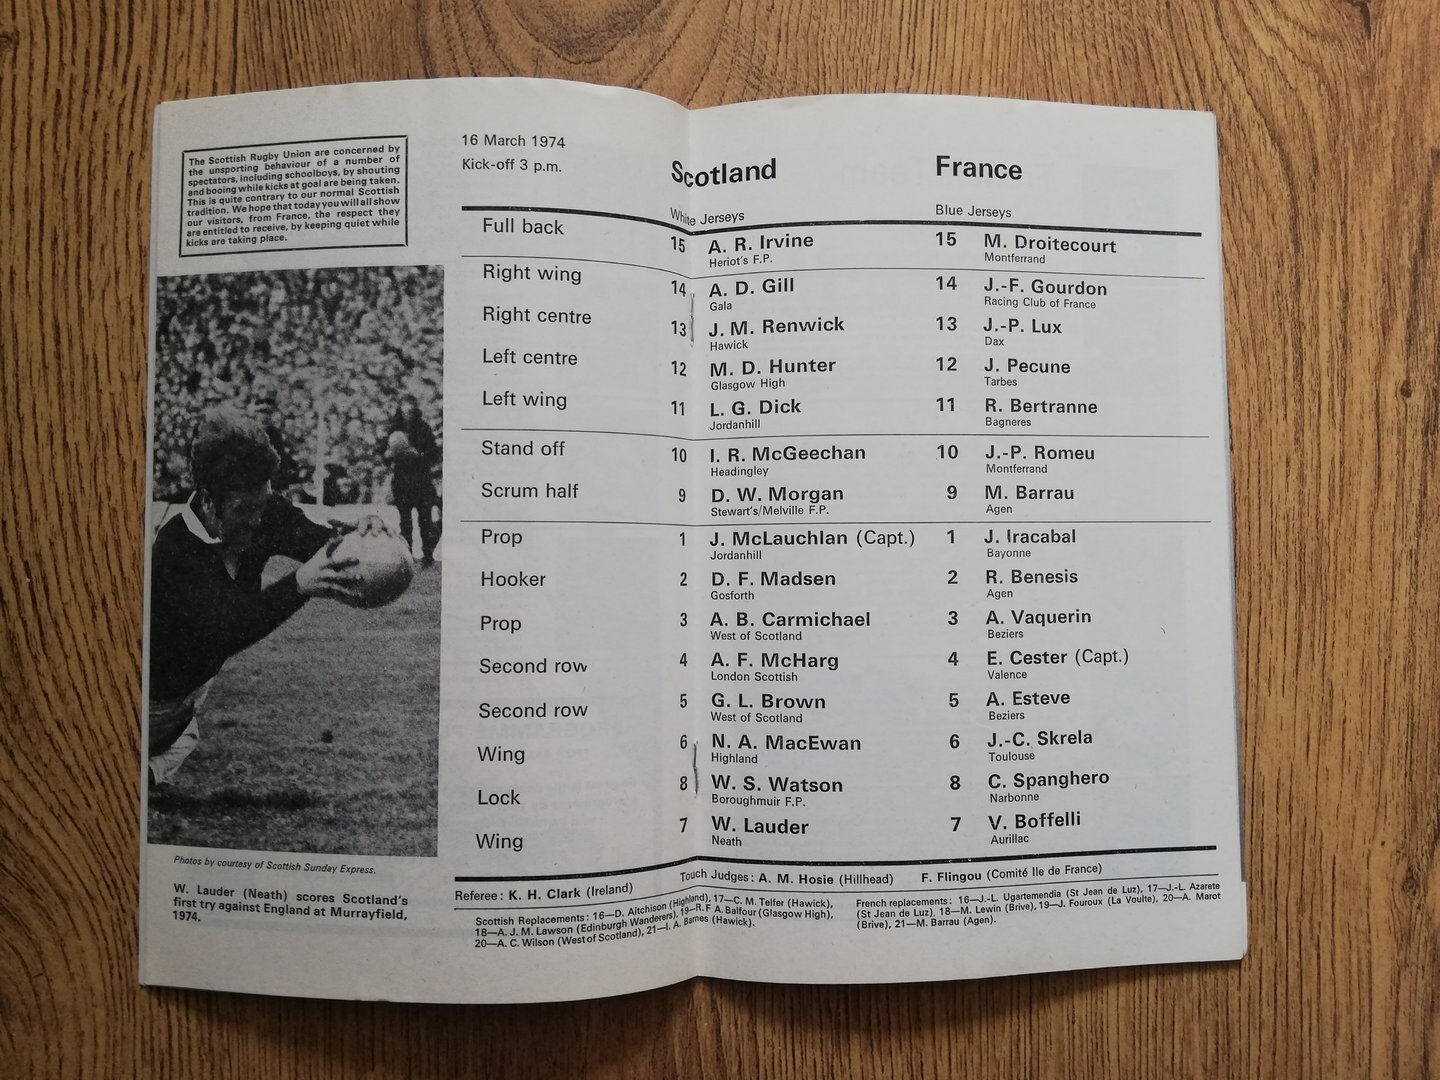 The Scottish Rugby Union are concerned by
the unsporting behaviour of a number of
spectators, including schoolboys, by shouting
and booing while kicks at goal are being taken.
This is quite contrary to our normal Scottish
tradition. We hope that today you will all show
our visitors, from France, the respect they
are entitled to receive, by keeping quiet while
kicks are taking place.
Photos by courtesy of Scottish Sunday Express.
W. Lauder (Neath) scores Scotland's
first try against England at Murrayfield,
1974.
16 March 1974
Kick-off 3 p.m.
Scotland France
White Jerseys Blue Jerseys
Full back 15 A. R. Irvine 15 M. Droitecourt
Heriot's F.P. Montferrand
Right wing 14 A. D. Gill 14 J.-F. Gourdon
Gala Racing Club of France
Right centre 13 J. M. Renwick 13 J.-P. Lux
Hawick Dax
Left centre 12 M. D. Hunter 12 J. Pecune
Glasgow High Tarbes
Left wing 11 L. G. Dick 11 R. Bertranne
Jordanhill Bagneres
Stand off 10 I. R. McGeechan 10 J.-P. Romeu
Headingley Montferrand
Scrum half 9 D. W. Morgan 9 M. Barrau
Stewart's/Melville F.P. Agen
Prop 1 J. McLauchlan (Capt.) 1 J. Iracabal
Jordanhill Bayonne
Hooker 2 D. F. Madsen 2 R. Benesis
Gosforth Agen
Prop 3 A. B. Carmichael 3 A. Vaquerin
West of Scotland Beziers
Second row 4 A. F. McHarg 4 E. Cester (Capt.)
London Scottish Valence
Second row 5 G. L. Brown 5 A. Esteve
West of Scotland Beziers
Wing 6 N. A. MacEwan 6 J.-C. Skrela
Highland Toulouse
Lock 8 W. S. Watson 8 C. Spanghero
Boroughmuir F.P. Narbonne
Wing 7 W. Lauder 7 V. Boffelli
Neath Aurillac
Referee: K. H. Clark (Ireland) Touch Judges: A. M. Hosie (Hillhead) F. Flingou (Comité Ile de France)
Scottish Replacements: 16—D. Aitchison (Highland), 17—C. M. Telfer (Hawick),
18—A. J. M. Lawson (Edinburgh Wanderers), 19—R. F A. Balfour (Glasgow High),
20—A. C. Wilson (West of Scotland), 21—I. A. Barnes (Hawick).
French replacements: 16—J.-L. Ugartemendia (St Jean de Luz), 17—J.-L. Azarete
(St Jean de Luz), 18—M. Lewin (Brive), 19—J. Fouroux (La Voulte), 20—A. Marot
(Brive), 21—M. Barrau (Agen).